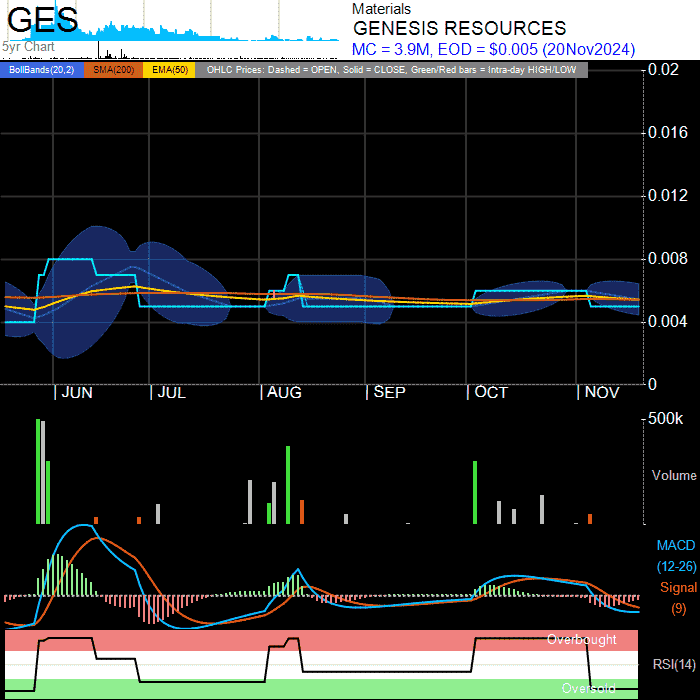 GES
5yr Chart
Materials
GENESIS RESOURCES
MC = 3.9M, EOD = $0.005 (20Nov2024)
BollBands(20,2) SMA(200) EMA(50) OHLC Prices: Dashed = OPEN, Solid = CLOSE, Green/Red bars = Intra-day HIGH/LOW
0.02
0.016
0.012
0.008
0.004
0
JUN JUL AUG SEP OCT NOV
500k
Volume
MACD
(12-26)
Signal
(9)
Overbought
RSI(14)
Oversold